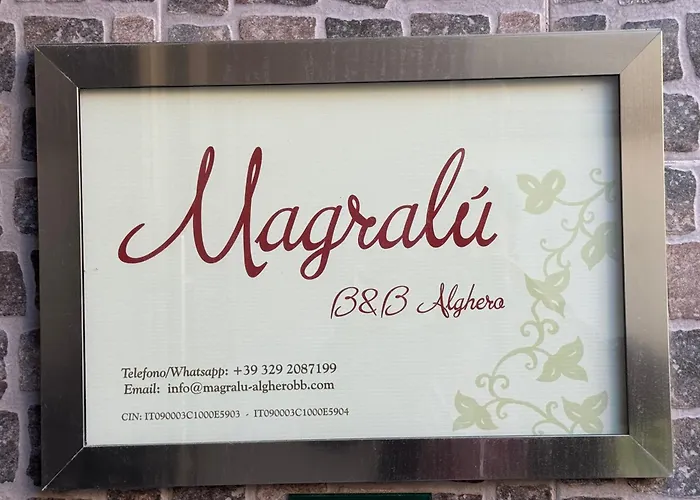 Magralú
B&B Alghero
Telefono/Whatsapp: +39 329 2087199
Email: info@magralu-algherobb.com
CIN: IT090003C1000E5903 - IT090003C1000E5904